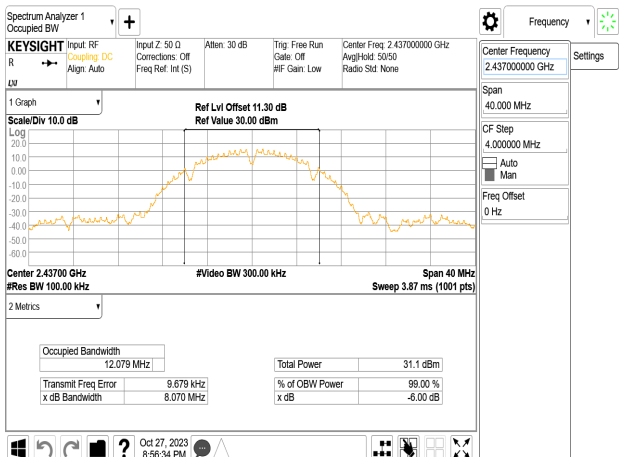 Spectrum Analyzer 1
Occupied BW
Frequency
KEYSIGHT
R
Input: RF
Coupling: DC
Align: Auto
Input Z: 50 Ω
Corrections: Off
Freq Ref: Int (S)
Atten: 30 dB
Trig: Free Run
Gate: Off
#IF Gain: Low
Center Freq: 2.437000000 GHz
Avg|Hold: 50/50
Radio Std: None
Center Frequency
2.437000000 GHz
Settings
Span
40.000 MHz
CF Step
4.000000 MHz
Auto
Man
Freq Offset
0 Hz
1 Graph
Scale/Div 10.0 dB
Ref Lvl Offset 11.30 dB
Ref Value 30.00 dBm
Log
20.0
10.0
0.00
-10.0
-20.0
-30.0
-40.0
-50.0
-60.0
Center 2.43700 GHz
#Video BW 300.00 kHz
Span 40 MHz
#Res BW 100.00 kHz
Sweep 3.87 ms (1001 pts)
2 Metrics
Occupied Bandwidth
12.079 MHz
Total Power 31.1 dBm
Transmit Freq Error 9.679 kHz
% of OBW Power 99.00 %
x dB Bandwidth 8.070 MHz
x dB -6.00 dB
Oct 27, 2023
8:56:34 PM